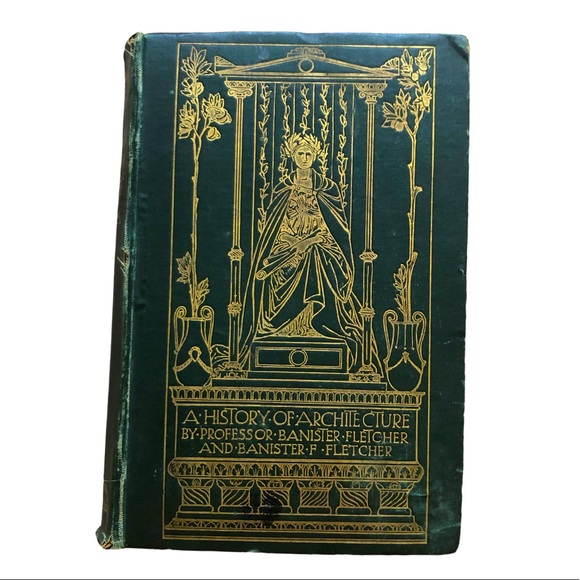 A·HISTORY·OF·ARCHITECTURE
BY·PROFESSOR·BANISTER·FLETCHER
AND·BANISTER·F·FLETCHER